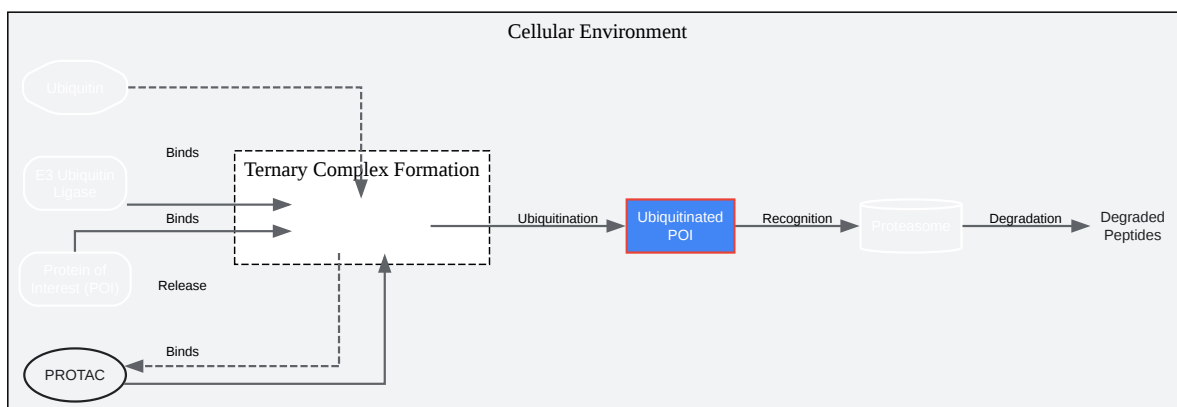 Cellular Environment
Ubiquitin
Binds
Ternary Complex Formation
E3 Ubiquitin
Ligase
Binds
Ubiquitination
Ubiquitinated
POI
Recognition
Proteasome
Degradation
Degraded
Peptides
Protein of
Interest (POI)
Release
Binds
PROTAC